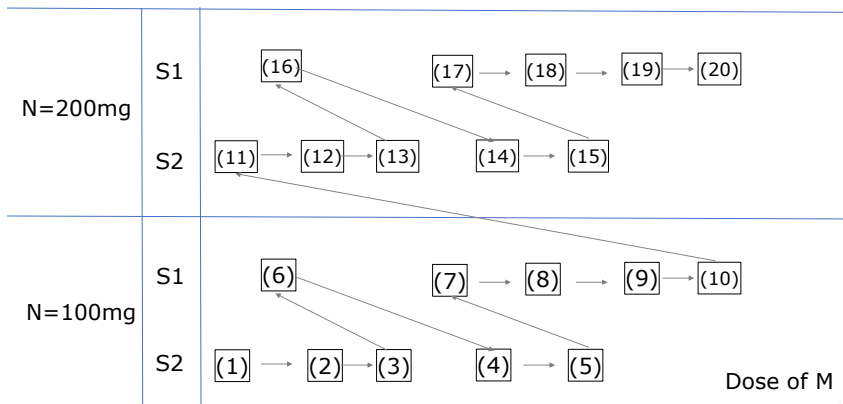 S1 (16) (17) (18) (19) (20)
N=200mg
S2 (11) (12) (13) (14) (15)
S1 (6) (7) (8) (9) (10)
N=100mg
S2 (1) (2) (3) (4) (5)
Dose of M